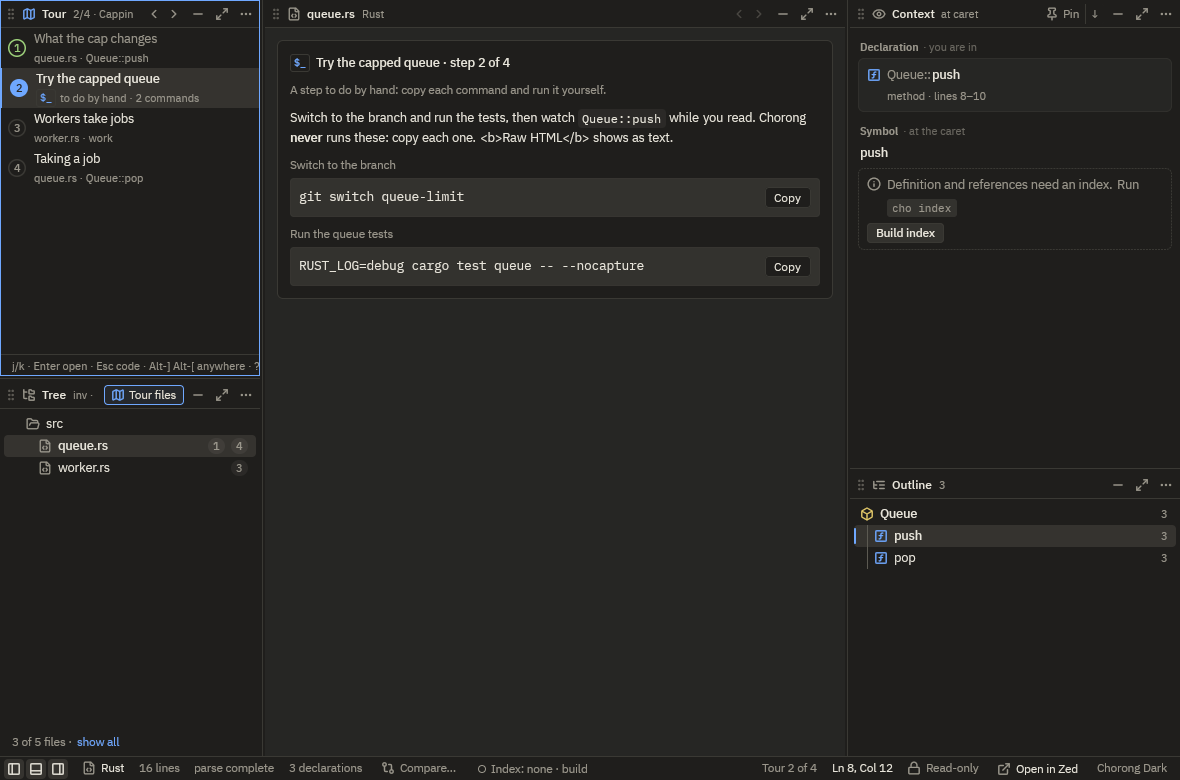 Tour 2/4 · Cappin
1 What the cap changes
queue.rs · Queue::push
2 Try the capped queue
$_ to do by hand · 2 commands
3 Workers take jobs
worker.rs · work
4 Taking a job
queue.rs · Queue::pop
j/k · Enter open · Esc code · Alt-] Alt-[ anywhere · ?
Tree inv · Tour files
src
queue.rs 1 4
worker.rs 3
3 of 5 files · show all
queue.rs Rust
$_ Try the capped queue · step 2 of 4
A step to do by hand: copy each command and run it yourself.
Switch to the branch and run the tests, then watch Queue::push while you read. Chorong
never runs these: copy each one. <b>Raw HTML</b> shows as text.
Switch to the branch
git switch queue-limit Copy
Run the queue tests
RUST_LOG=debug cargo test queue -- --nocapture Copy
Context at caret Pin ↓
Declaration · you are in
Queue::push
method · lines 8–10
Symbol · at the caret
push
Definition and references need an index. Run
cho index
Build index
Outline 3
Queue 3
push 3
pop 3
Rust 16 lines parse complete 3 declarations Compare... Index: none · build Tour 2 of 4 Ln 8, Col 12 Read-only Open in Zed Chorong Dark